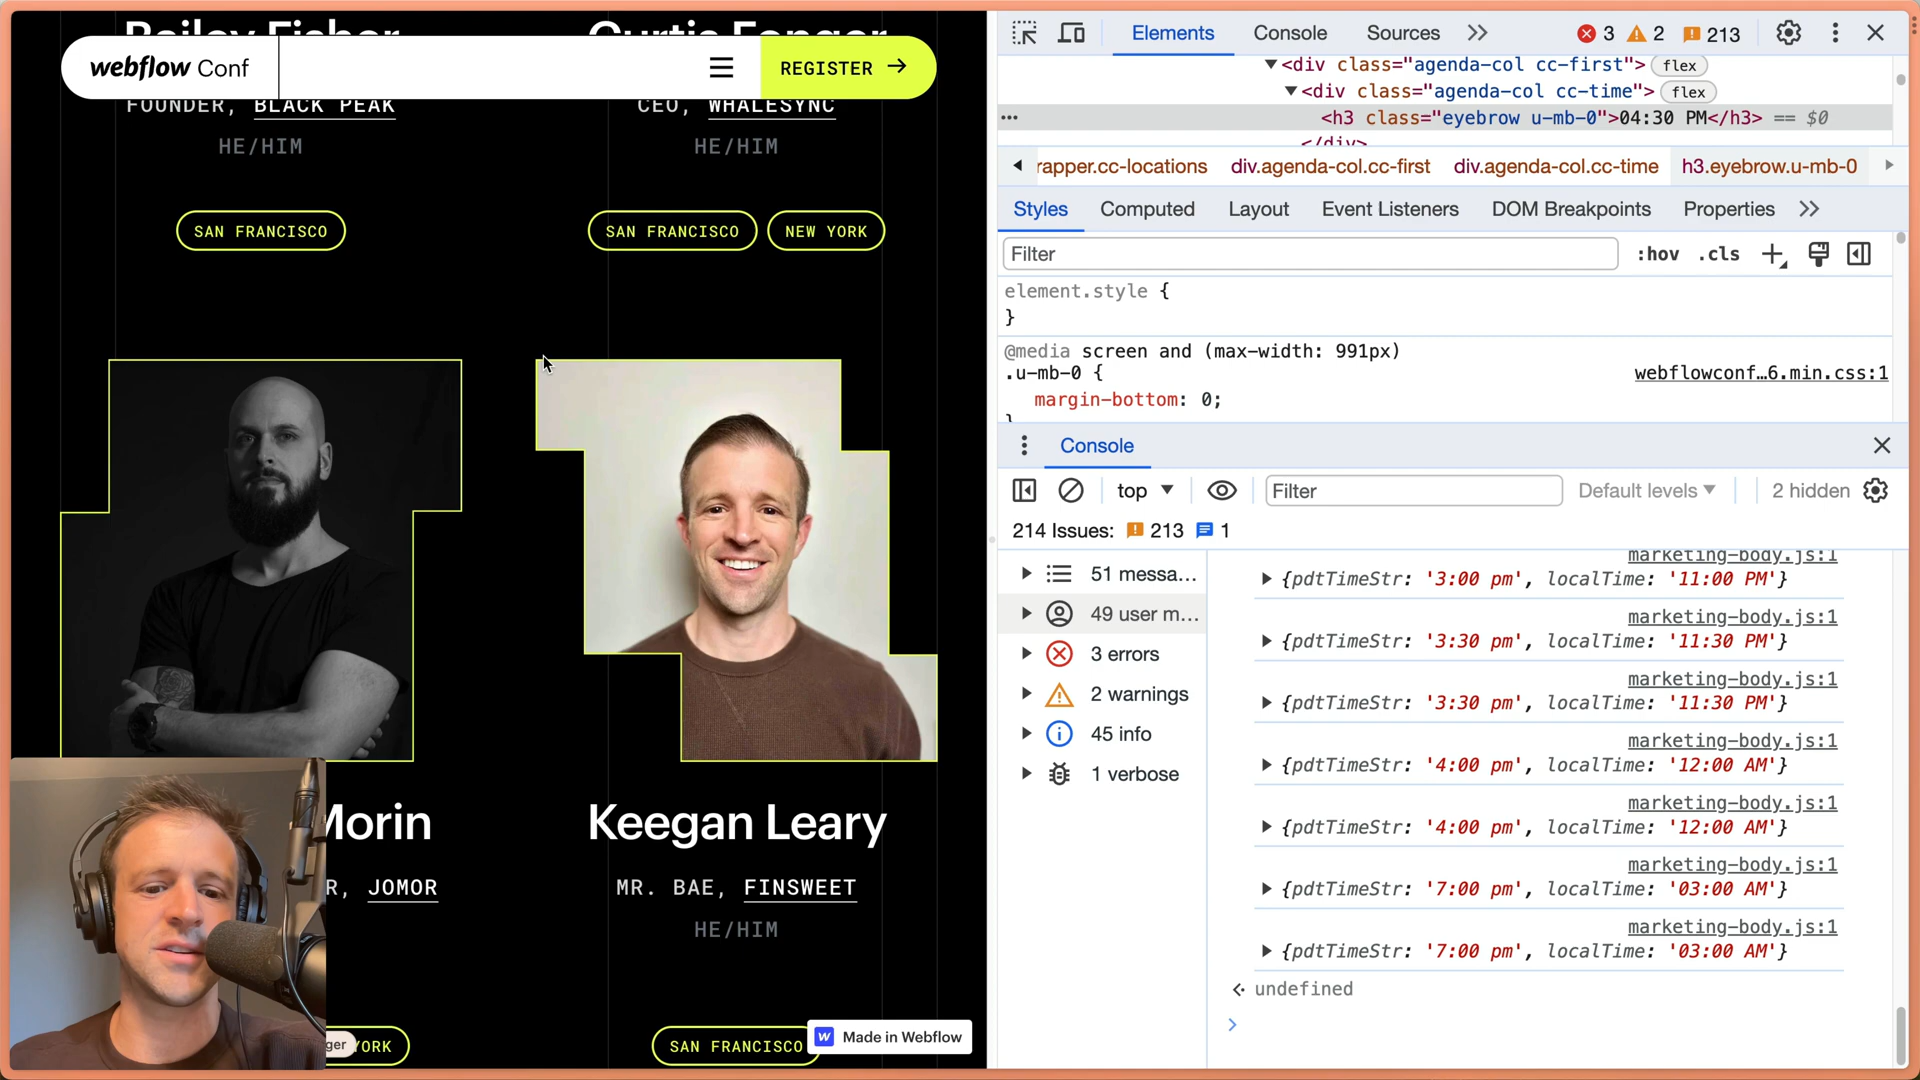 Bailey Fisher
Curtis Fonger
webflow Conf
REGISTER →
FOUNDER, BLACK PEAK
CEO, WHALESYNC
HE/HIM
HE/HIM
SAN FRANCISCO
SAN FRANCISCO
NEW YORK
Morin
Keegan Leary
R, JOMOR
MR. BAE, FINSWEET
HE/HIM
ger
YORK
SAN FRANCISCO
Made in Webflow
Elements
Console
Sources
3
2
213
<div class="agenda-col cc-first"> flex
<div class="agenda-col cc-time"> flex
<h3 class="eyebrow u-mb-0">04:30 PM</h3> == $0
</div>
rapper.cc-locations
div.agenda-col.cc-first
div.agenda-col.cc-time
h3.eyebrow.u-mb-0
Styles
Computed
Layout
Event Listeners
DOM Breakpoints
Properties
Filter
:hov
.cls
element.style {
}
@media screen and (max-width: 991px)
.u-mb-0 {
webflowconf…6.min.css:1
margin-bottom: 0;
}
Console
top
Filter
Default levels
2 hidden
214 Issues:
213
1
51 messa…
49 user m…
3 errors
2 warnings
45 info
1 verbose
marketing-body.js:1
{pdtTimeStr: '3:00 pm', localTime: '11:00 PM'}
marketing-body.js:1
{pdtTimeStr: '3:30 pm', localTime: '11:30 PM'}
marketing-body.js:1
{pdtTimeStr: '3:30 pm', localTime: '11:30 PM'}
marketing-body.js:1
{pdtTimeStr: '4:00 pm', localTime: '12:00 AM'}
marketing-body.js:1
{pdtTimeStr: '4:00 pm', localTime: '12:00 AM'}
marketing-body.js:1
{pdtTimeStr: '7:00 pm', localTime: '03:00 AM'}
marketing-body.js:1
{pdtTimeStr: '7:00 pm', localTime: '03:00 AM'}
undefined